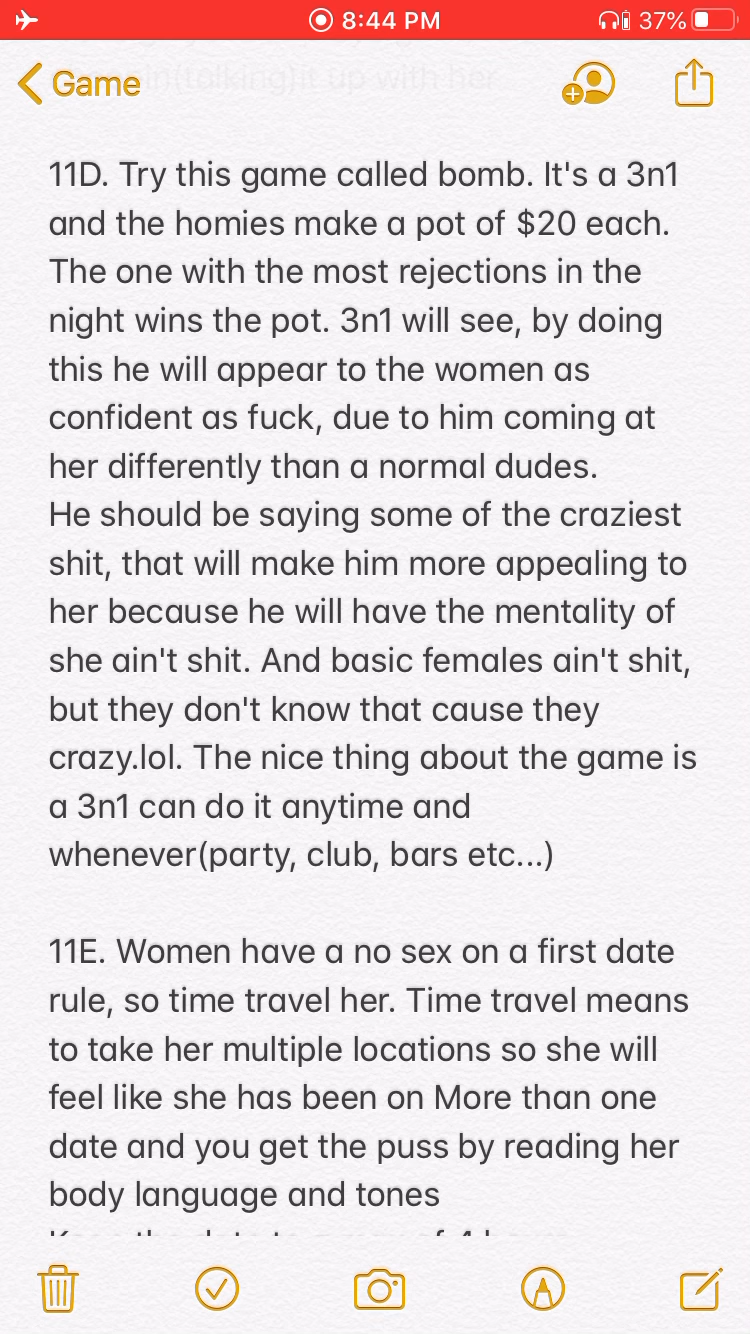 8:44 PM
37%
Game
in(talking)it up with her
11D. Try this game called bomb. It's a 3n1
and the homies make a pot of $20 each.
The one with the most rejections in the
night wins the pot. 3n1 will see, by doing
this he will appear to the women as
confident as fuck, due to him coming at
her differently than a normal dudes.
He should be saying some of the craziest
shit, that will make him more appealing to
her because he will have the mentality of
she ain't shit. And basic females ain't shit,
but they don't know that cause they
crazy.lol. The nice thing about the game is
a 3n1 can do it anytime and
whenever(party, club, bars etc...)
11E. Women have a no sex on a first date
rule, so time travel her. Time travel means
to take her multiple locations so she will
feel like she has been on More than one
date and you get the puss by reading her
body language and tones